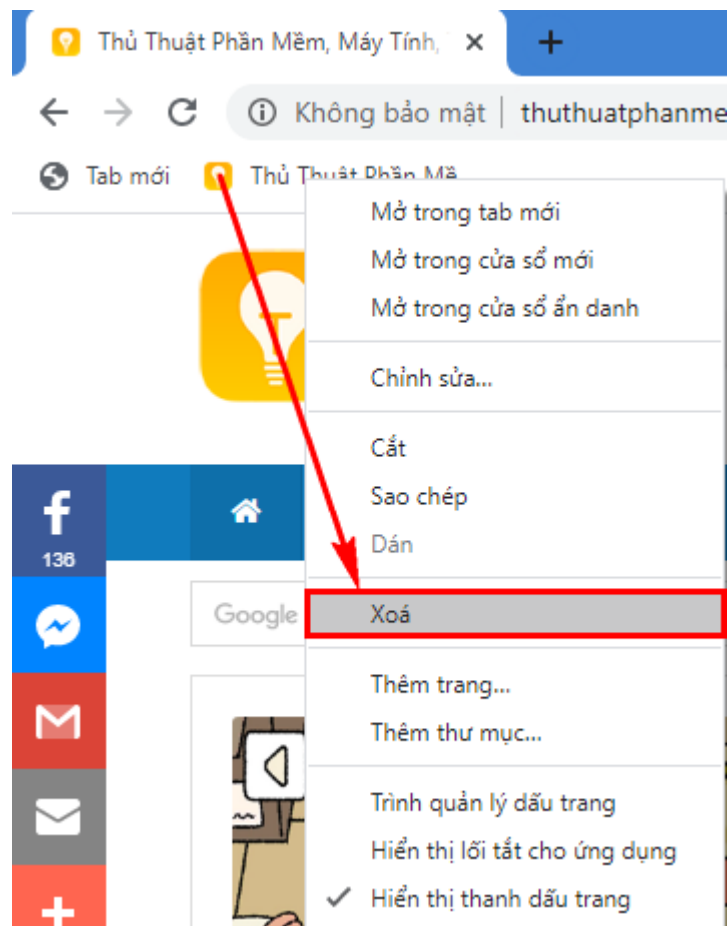 Thủ Thuật Phần Mềm, Máy Tính,
Không bảo mật | thuthuatphanme
Tab mới Thủ Thuật Phần Mề
Mở trong tab mới
Mở trong cửa sổ mới
Mở trong cửa sổ ẩn danh
Chỉnh sửa...
Cắt
Sao chép
Dán
136
Google
Xoá
Thêm trang...
Thêm thư mục...
Trình quản lý dấu trang
Hiển thị lối tắt cho ứng dụng
Hiển thị thanh dấu trang